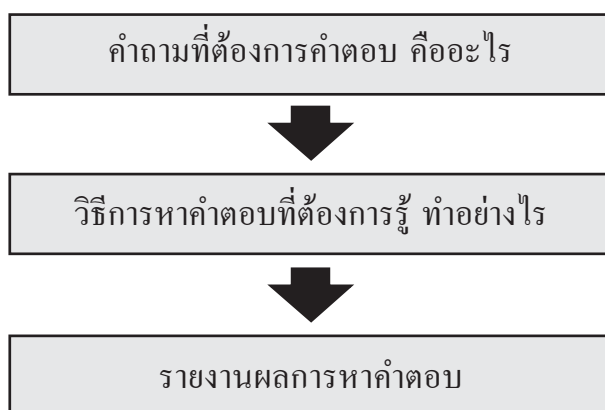 คำถามที่ต้องการคำตอบ คืออะไร
วิธีการหาคำตอบที่ต้องการรู้ ทำอย่างไร
รายงานผลการหาคำตอบ